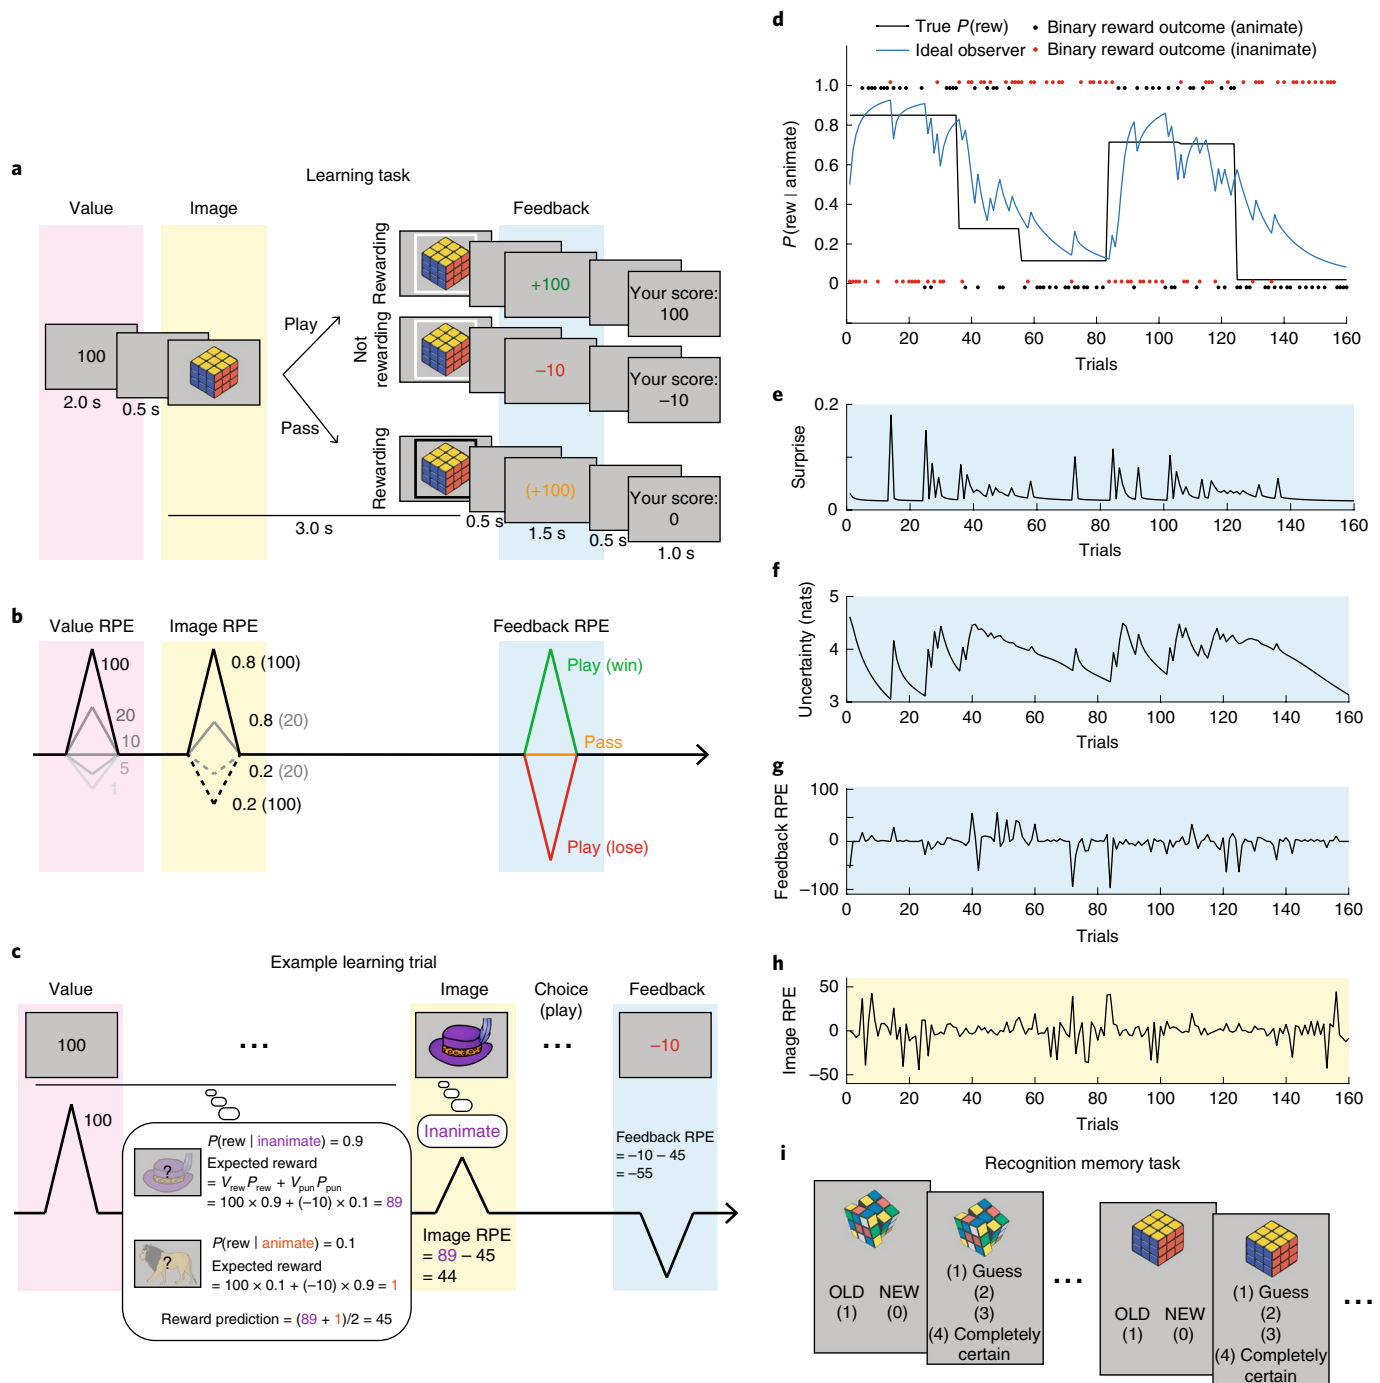 a
Learning task
Value
Image
Feedback
100
2.0 s
0.5 s
Play
Pass
Rewarding
Not
rewarding
Rewarding
+100
Your score:
100
–10
Your score:
–10
(+100)
Your score:
0
3.0 s
0.5 s
1.5 s
0.5 s
1.0 s
b
Value RPE
Image RPE
Feedback RPE
100
20
10
5
1
0.8 (100)
0.8 (20)
0.2 (20)
0.2 (100)
Play (win)
Pass
Play (lose)
c
Example learning trial
Value
Image
Choice
(play)
Feedback
100
...
...
–10
100
P(rew | inanimate) = 0.9
?
Expected reward
= VrewPrew + VpunPpun
= 100 × 0.9 + (–10) × 0.1 = 89
P(rew | animate) = 0.1
?
Expected reward
= 100 × 0.1 + (–10) × 0.9 = 1
Reward prediction = (89 + 1)/2 = 45
Inanimate
Image RPE
= 89 – 45
= 44
Feedback RPE
= –10 – 45
= –55
d
True P(rew)
Binary reward outcome (animate)
Ideal observer
Binary reward outcome (inanimate)
P(rew | animate)
1.0
0.8
0.6
0.4
0.2
0
0 20 40 60 80 100 120 140 160
Trials
e
Surprise
0.2
0
0 20 40 60 80 100 120 140 160
Trials
f
Uncertainty (nats)
5
4
3
0 20 40 60 80 100 120 140 160
Trials
g
Feedback RPE
100
0
–100
0 20 40 60 80 100 120 140 160
Trials
h
Image RPE
50
0
–50
0 20 40 60 80 100 120 140 160
Trials
i
Recognition memory task
OLD NEW
(1) (0)
(1) Guess
(2)
(3)
(4) Completely
certain
...
OLD NEW
(1) (0)
(1) Guess
(2)
(3)
(4) Completely
certain
...